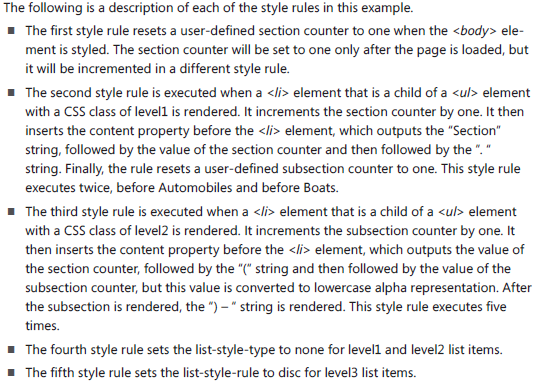 The following is a description of each of the style rules in this example.
■ The first style rule resets a user-defined section counter to one when the <body> ele-
ment is styled. The section counter will be set to one only after the page is loaded, but
it will be incremented in a different style rule.
■ The second style rule is executed when a <li> element that is a child of a <ul> element
with a CSS class of level1 is rendered. It increments the section counter by one. It then
inserts the content property before the <li> element, which outputs the “Section”
string, followed by the value of the section counter and then followed by the “. “
string. Finally, the rule resets a user-defined subsection counter to one. This style rule
executes twice, before Automobiles and before Boats.
■ The third style rule is executed when a <li> element that is a child of a <ul> element
with a CSS class of level2 is rendered. It increments the subsection counter by one. It
then inserts the content property before the <li> element, which outputs the value of
the section counter, followed by the “(“ string and then followed by the value of the
subsection counter, but this value is converted to lowercase alpha representation. After
the subsection is rendered, the “) – “ string is rendered. This style rule executes five
times.
■ The fourth style rule sets the list-style-type to none for level1 and level2 list items.
■ The fifth style rule sets the list-style-rule to disc for level3 list items.